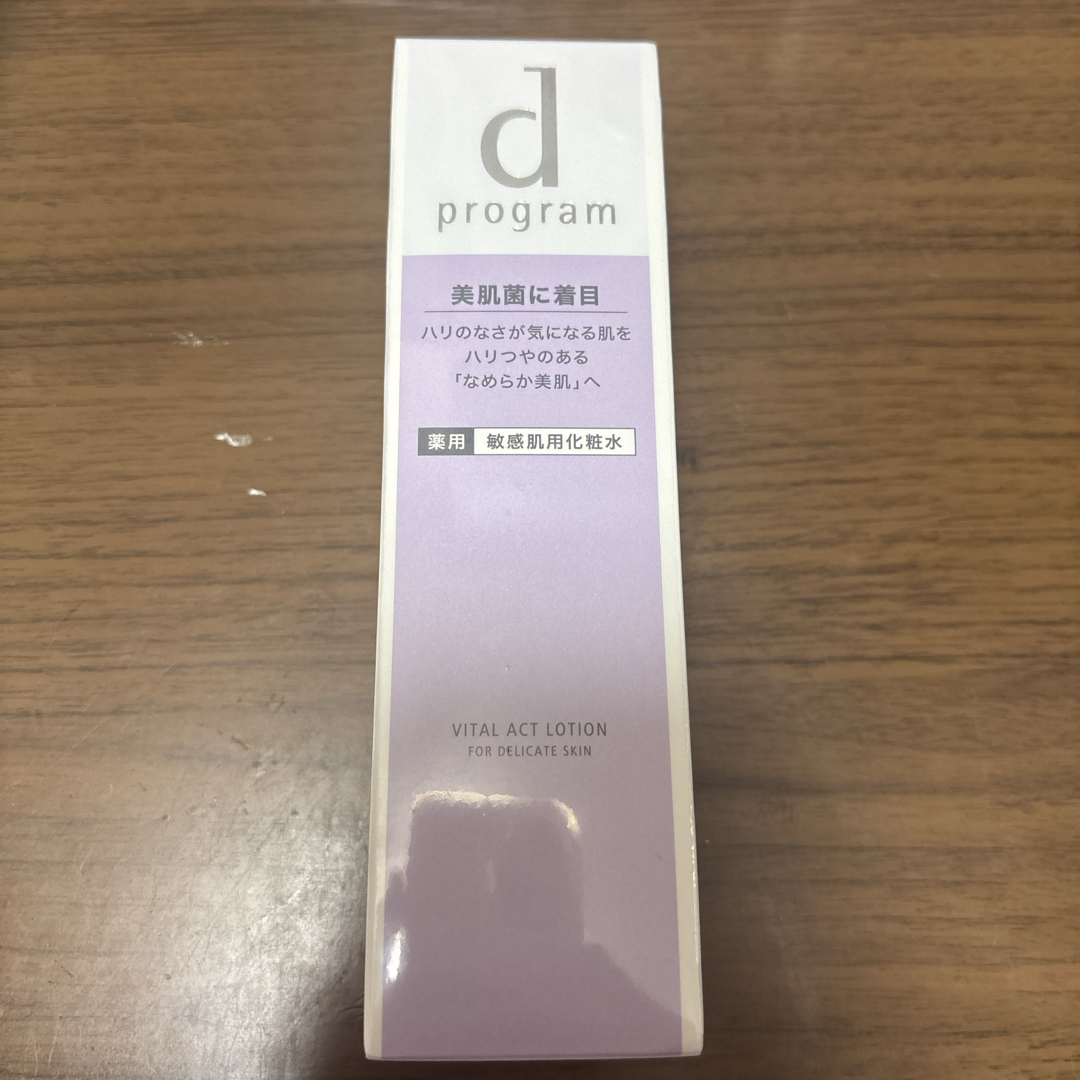 d
program
美肌菌に着目
ハリのなさが気になる肌を
ハリつやのある
「なめらか美肌」へ
薬用 敏感肌用化粧水
VITAL ACT LOTION
FOR DELICATE SKIN